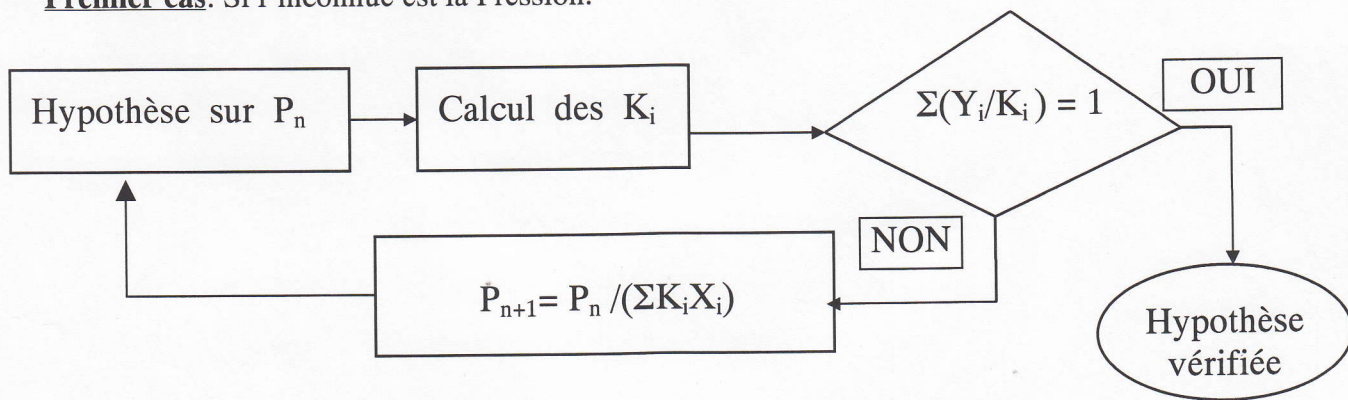 Premier cas: Si l'inconnue est la Pression.
Hypothèse sur Pₙ
Calcul des Kᵢ
Σ(Yᵢ/Kᵢ) = 1
OUI
NON
Pₙ₊₁= Pₙ /(ΣKᵢXᵢ)
Hypothèse
vérifiée